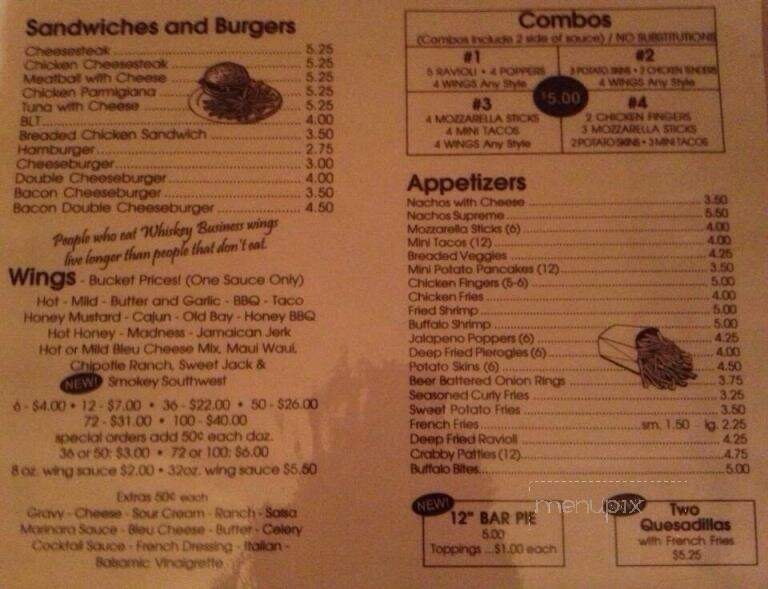 Sandwiches and Burgers
Cheesesteak 5.25
Chicken Cheesesteak 5.25
Meatball with Cheese 5.25
Chicken Parmigiana 5.25
Tuna with Cheese 5.25
BLT 4.00
Breaded Chicken Sandwich 3.50
Hamburger 2.75
Cheeseburger 3.00
Double Cheeseburger 4.00
Bacon Cheeseburger 3.50
Bacon Double Cheeseburger 4.50
People who eat Whiskey Business wings
live longer than people that don't eat.
Wings - Bucket Prices! (One Sauce Only)
Hot - Mild - Butter and Garlic - BBQ - Taco
Honey Mustard - Cajun - Old Bay - Honey BBQ
Hot Honey - Madness - Jamaican Jerk
Hot or Mild Bleu Cheese Mix, Maui Waui,
Chipotle Ranch, Sweet Jack &
NEW! Smokey Southwest
6 - $4.00 • 12 - $7.00 • 36 - $22.00 • 50 - $26.00
72 - $31.00 • 100 - $40.00
special orders add 50¢ each doz.
36 or 50: $3.00 • 72 or 100: $6.00
8 oz. wing sauce $2.00 • 32oz. wing sauce $5.50
Extras 50¢ each
Gravy - Cheese - Sour Cream - Ranch - Salsa
Marinara Sauce - Bleu Cheese - Butter - Celery
Cocktail Sauce - French Dressing - Italian -
Balsamic Vinaigrette
Combos
(Combos Include 2 side of sauce) / NO SUBSTITUTIONS
#1
5 RAVIOLI • 4 POPPERS
4 WINGS Any Style
#2
3 POTATO SKINS • 2 CHICKEN TENDERS
4 WINGS Any Style
$5.00
#3
4 MOZZARELLA STICKS
4 MINI TACOS
4 WINGS Any Style
#4
2 CHICKEN FINGERS
3 MOZZARELLA STICKS
2 POTATO SKINS • 3 MINI TACOS
Appetizers
Nachos with Cheese 3.50
Nachos Supreme 5.50
Mozzarella Sticks (6) 4.00
Mini Tacos (12) 4.00
Breaded Veggies 4.25
Mini Potato Pancakes (12) 3.50
Chicken Fingers (5-6) 5.00
Chicken Fries 4.00
Fried Shrimp 5.00
Buffalo Shrimp 5.00
Jalapeno Poppers (6) 4.25
Deep Fried Pierogies (6) 4.00
Potato Skins (6) 4.50
Beer Battered Onion Rings 3.75
Seasoned Curly Fries 3.25
Sweet Potato Fries 3.50
French Fries sm. 1.50 lg. 2.25
Deep Fried Ravioli 4.25
Crabby Patties (12) 4.75
Buffalo Bites 5.00
menupix
NEW!
12" BAR PIE
5.00
Toppings ...$1.00 each
Two
Quesadillas
with French Fries
$5.25